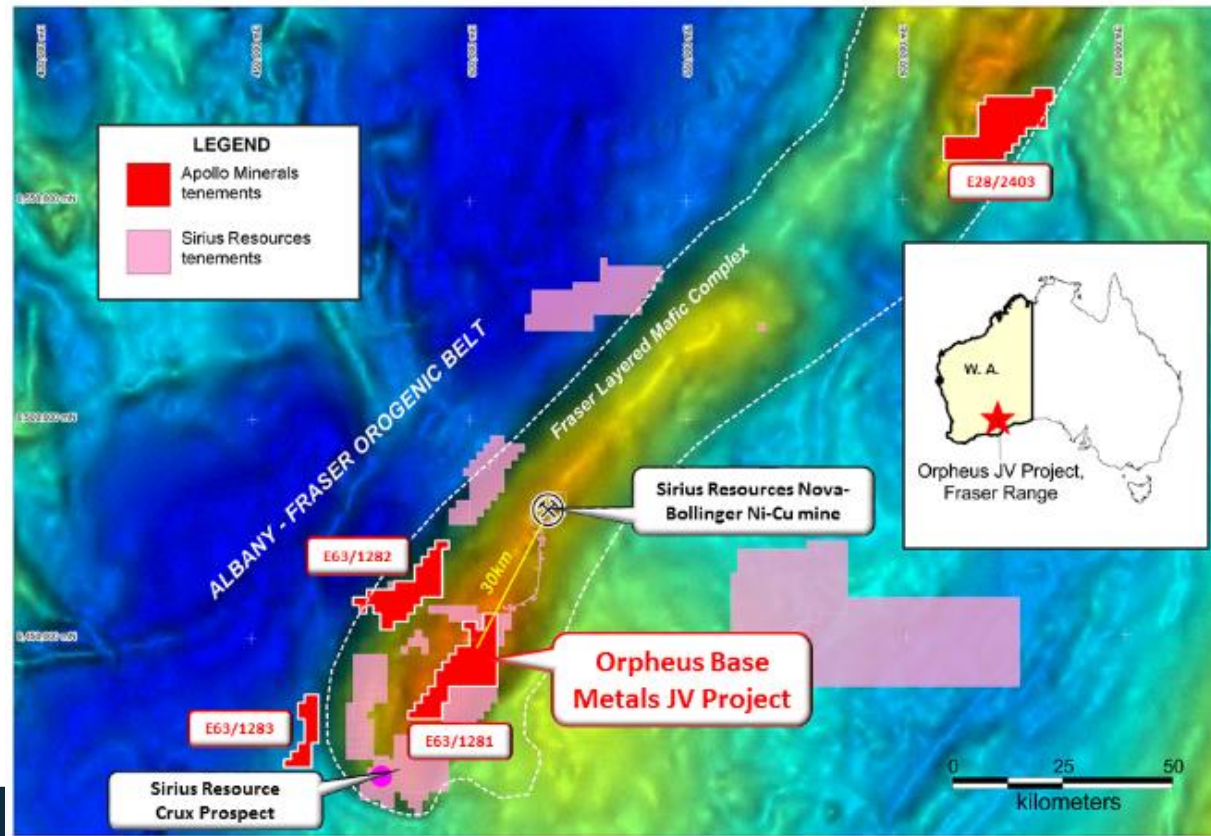 LEGEND
Apollo Minerals
tenements
Sirius Resources
tenements
E28/2403
Fraser Layered Mafic Complex
ALBANY - FRASER OROGENIC BELT
W. A.
Orpheus JV Project,
Fraser Range
Sirius Resources Nova-
Bollinger Ni-Cu mine
E63/1282
30km
Orpheus Base
Metals JV Project
E63/1283
E63/1281
Sirius Resource
Crux Prospect
0 25 50
kilometers